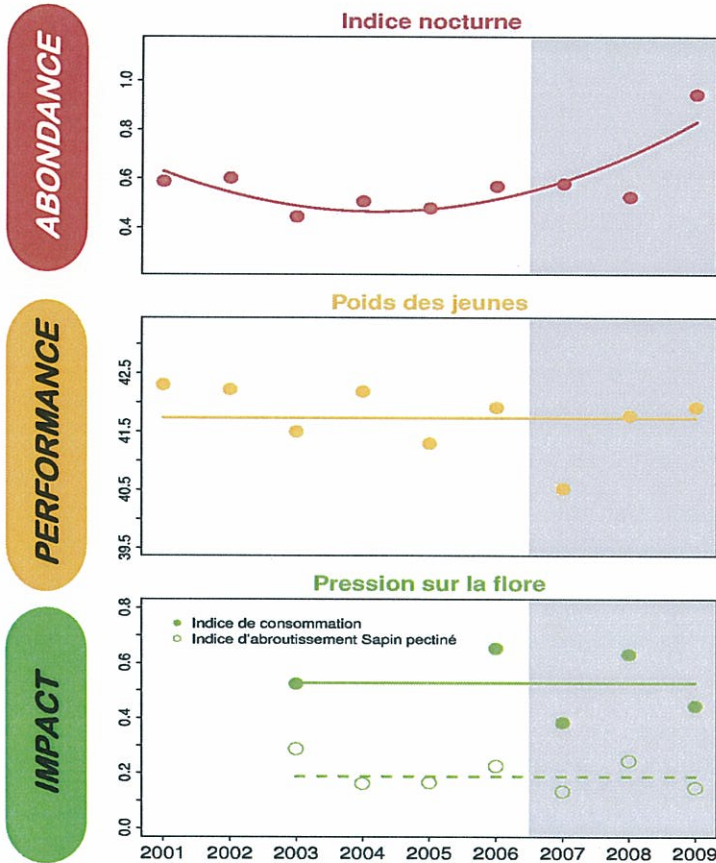 ABONDANCE
Indice nocturne
1.0
0.8
0.6
0.4
PERFORMANCE
Poids des jeunes
42.5
41.5
40.5
39.5
IMPACT
Pression sur la flore
0.8
0.6
0.4
0.2
0.0
Indice de consommation
Indice d'abroutissement Sapin pectiné
2001 2002 2003 2004 2005 2006 2007 2008 2009